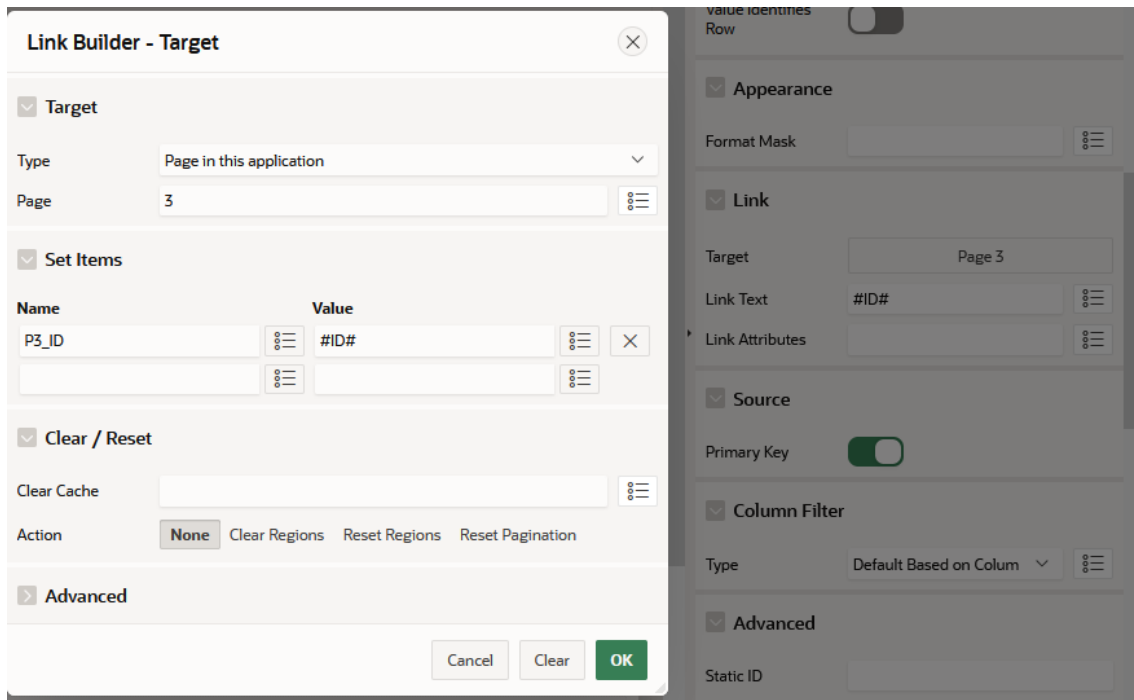 Link Builder - Target
Target
Type
Page in this application
Page
3
Set Items
Name
Value
P3_ID
#ID#
Clear / Reset
Clear Cache
Action
None
Clear Regions
Reset Regions
Reset Pagination
Advanced
Cancel
Clear
OK
Value Identifies
Row
Appearance
Format Mask
Link
Target
Page 3
Link Text
#ID#
Link Attributes
Source
Primary Key
Column Filter
Type
Default Based on Colum
Advanced
Static ID